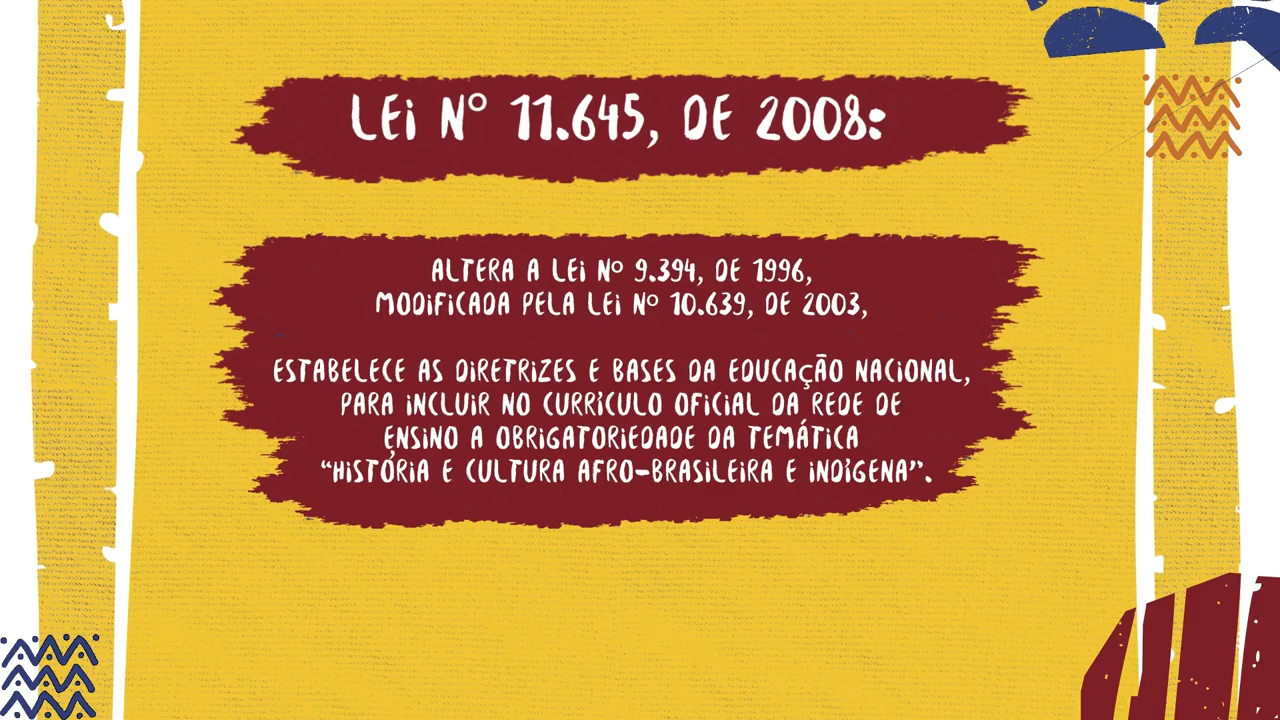 LEI Nº 11.645, DE 2008:
ALTERA A LEI Nº 9.394, DE 1996,
MODIFICADA PELA LEI Nº 10.639, DE 2003,
ESTABELECE AS DIRETRIZES E BASES DA EDUCAÇÃO NACIONAL,
PARA INCLUIR NO CURRÍCULO OFICIAL DA REDE DE
ENSINO A OBRIGATORIEDADE DA TEMÁTICA
“HISTÓRIA E CULTURA AFRO-BRASILEIRA E INDÍGENA”.